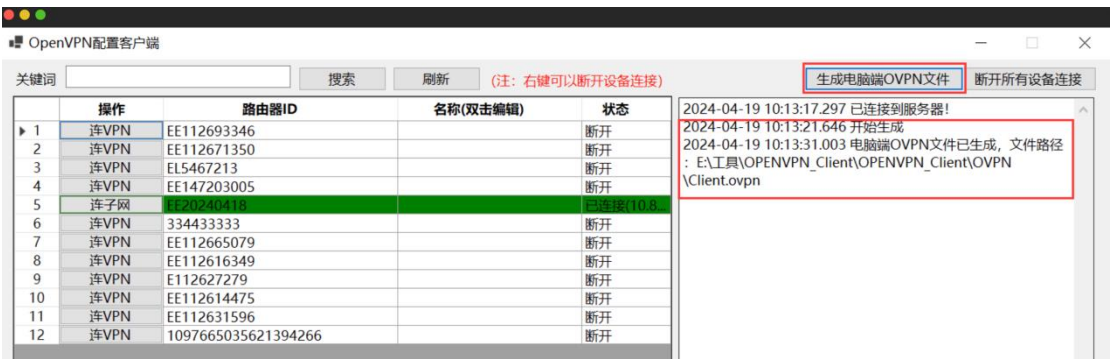 OpenVPN配置客户端
关键词 搜索 刷新 (注：右键可以断开设备连接) 生成电脑端OVPN文件 断开所有设备连接
操作 路由器ID 名称(双击编辑) 状态
1 连VPN EE112693346 断开
2 连VPN EE112671350 断开
3 连VPN EL5467213 断开
4 连VPN EE147203005 断开
5 连子网 EE20240418 已连接(10.8...
6 连VPN 334433333 断开
7 连VPN EE112665079 断开
8 连VPN EE112616349 断开
9 连VPN E112627279 断开
10 连VPN EE112614475 断开
11 连VPN EE112631596 断开
12 连VPN 1097665035621394266 断开
2024-04-19 10:13:17.297 已连接到服务器！
2024-04-19 10:13:21.646 开始生成
2024-04-19 10:13:31.003 电脑端OVPN文件已生成，文件路径
：E:\工具\OPENVPN_Client\OPENVPN_Client\OVPN
\Client.ovpn